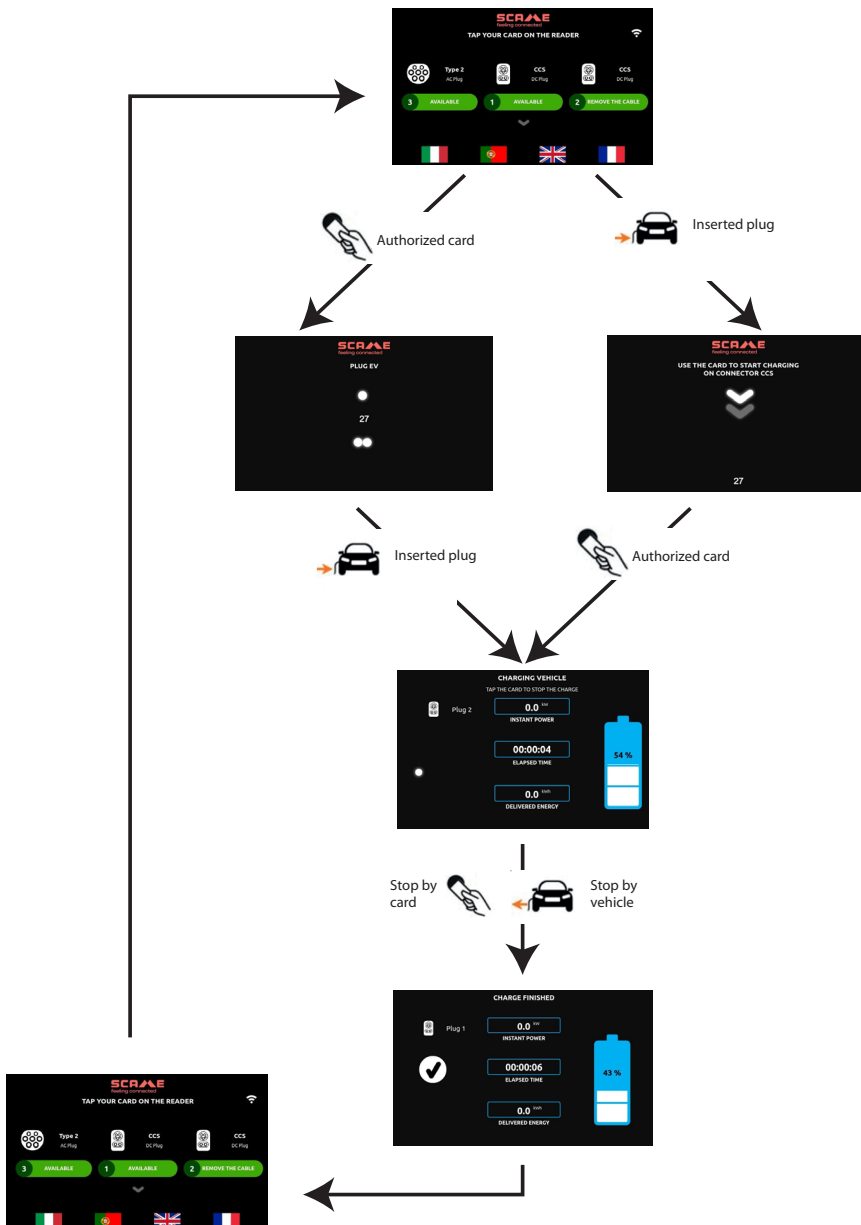 SCAME
feeling connected
TAP YOUR CARD ON THE READER
Type 2
AC Plug
CCS
DC Plug
CCS
DC Plug
3 AVAILABLE
1 AVAILABLE
2 REMOVE THE CABLE
Authorized card
Inserted plug
SCAME
feeling connected
PLUG EV
27
SCAME
feeling connected
USE THE CARD TO START CHARGING
ON CONNECTOR CCS
27
Inserted plug
Authorized card
CHARGING VEHICLE
TAP THE CARD TO STOP THE CHARGE
Plug 2
0.0 kW
INSTANT POWER
00:00:04
ELAPSED TIME
54 %
0.0 kWh
DELIVERED ENERGY
Stop by
card
Stop by
vehicle
CHARGE FINISHED
Plug 1
0.0 kW
INSTANT POWER
00:00:06
ELAPSED TIME
43 %
0.0 kWh
DELIVERED ENERGY
SCAME
feeling connected
TAP YOUR CARD ON THE READER
Type 2
AC Plug
CCS
DC Plug
CCS
DC Plug
3 AVAILABLE
1 AVAILABLE
2 REMOVE THE CABLE